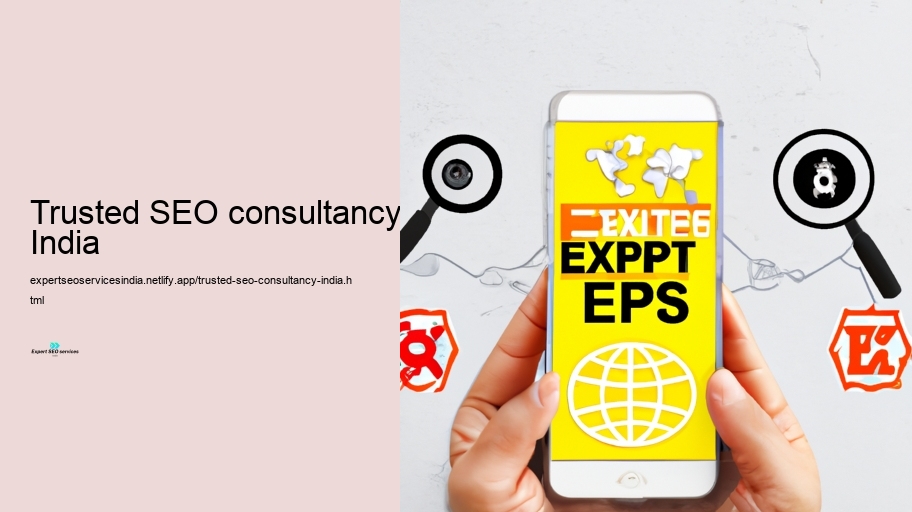 Trusted SEO consultancy
India
expertseoservicesindia.netlify.app/trusted-seo-consultancy-india.h
tml
Expert SEO services
EXPPT
EPS